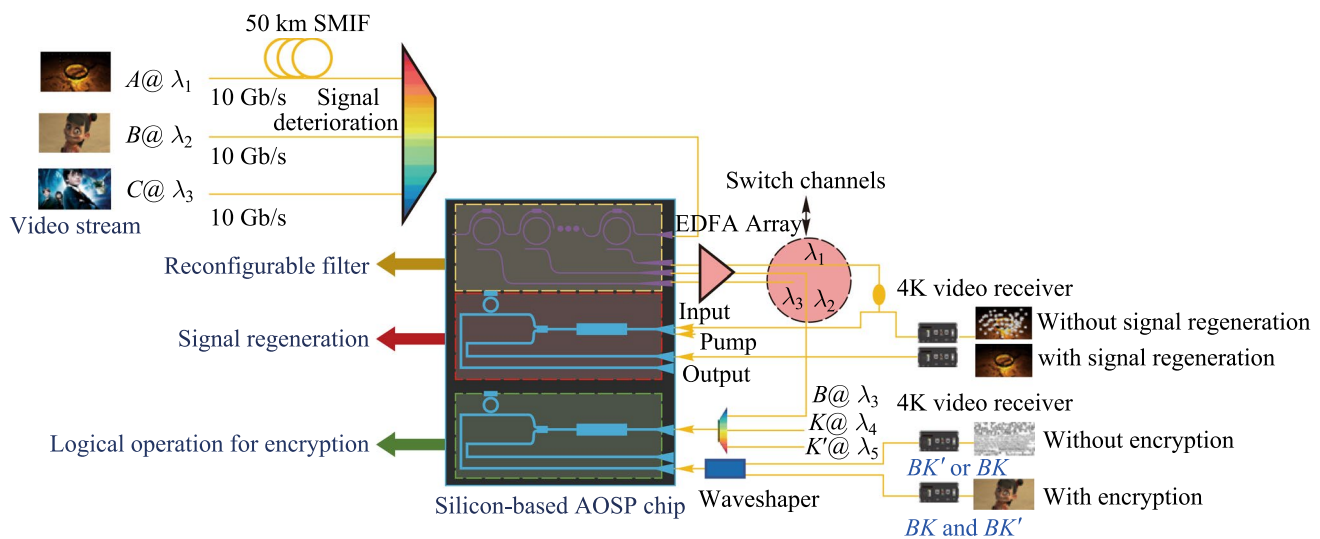 50 km SMIF
A@ λ1
10 Gb/s
Signal
deterioration
B@ λ2
10 Gb/s
C@ λ3
10 Gb/s
Video stream
Switch channels
EDFA Array
λ1
λ3 λ2
Reconfigurable filter
Input
4K video receiver
Without signal regeneration
Signal regeneration
Pump
with signal regeneration
Output
B@ λ3
4K video receiver
K@ λ4
Logical operation for encryption
K′@ λ5
Without encryption
BK′ or BK
Waveshaper
With encryption
Silicon-based AOSP chip
BK and BK′